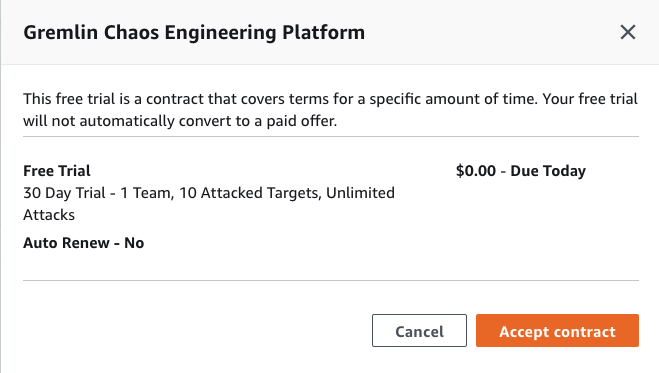 Gremlin Chaos Engineering Platform
This free trial is a contract that covers terms for a specific amount of time. Your free trial
will not automatically convert to a paid offer.
Free Trial
$0.00 - Due Today
30 Day Trial - 1 Team, 10 Attacked Targets, Unlimited
Attacks
Auto Renew - No
Cancel
Accept contract